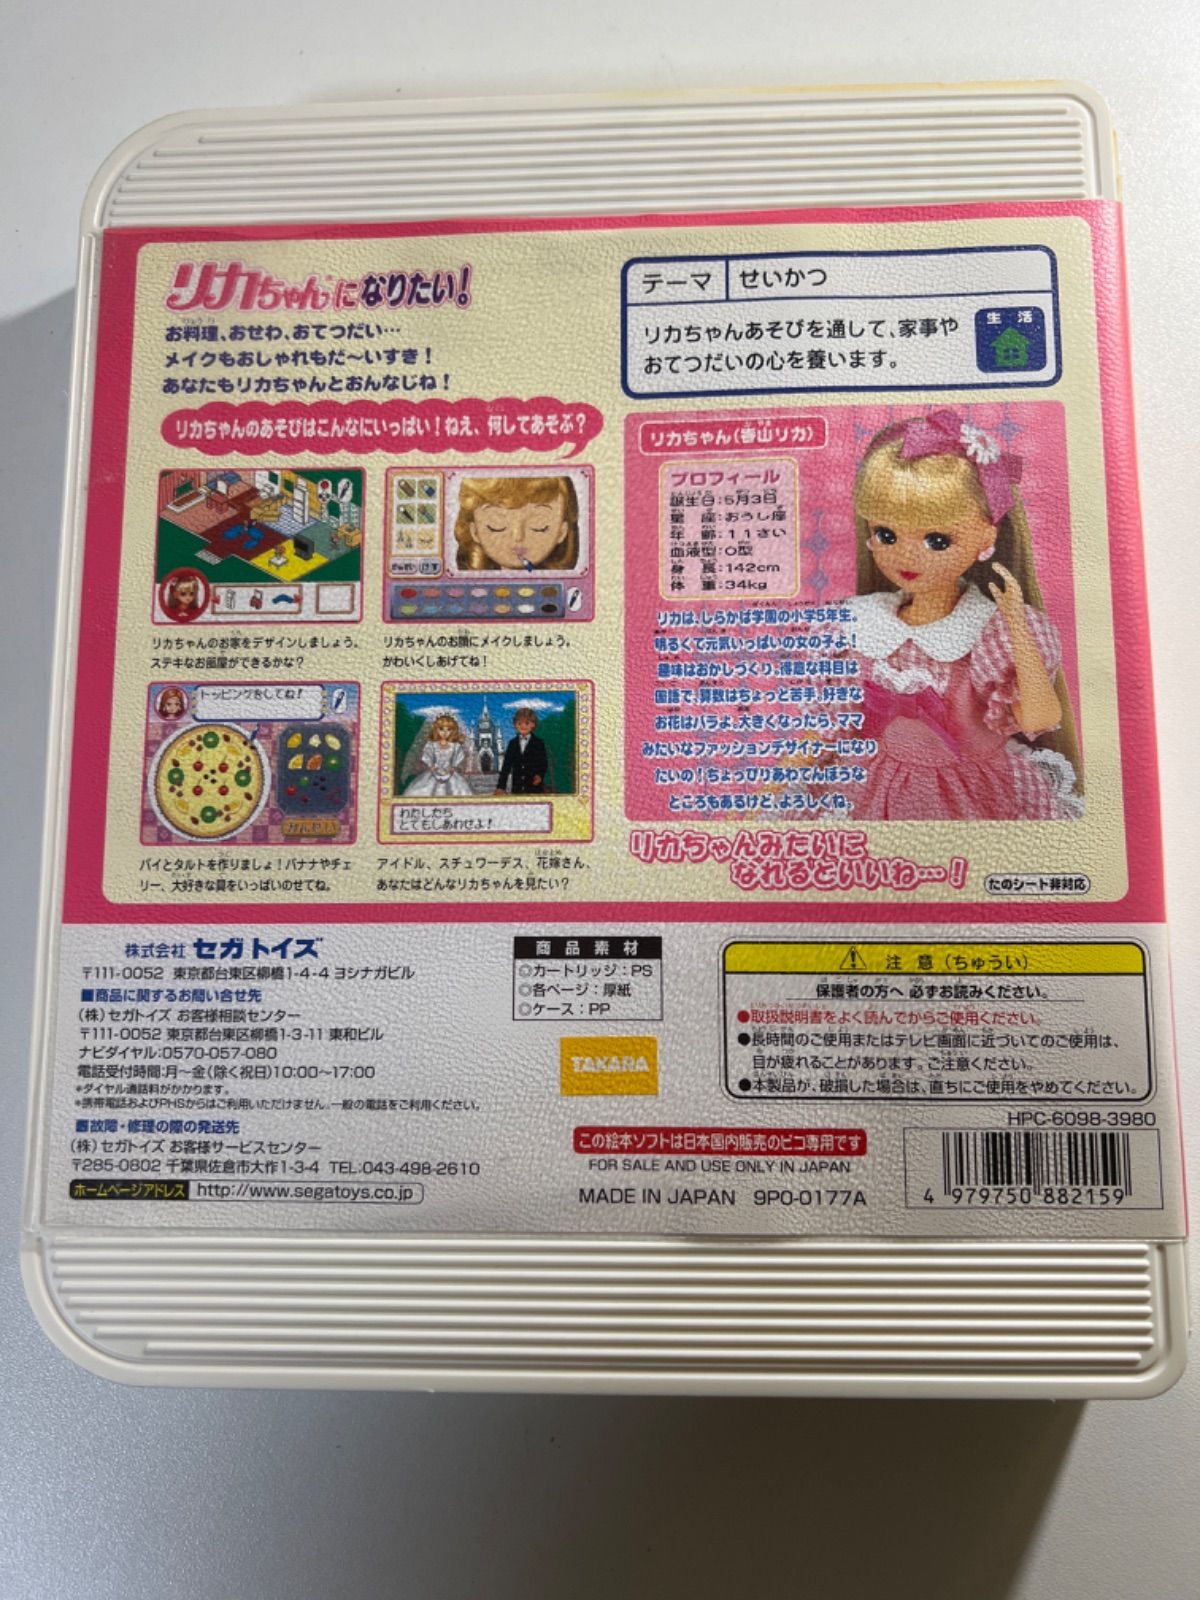 リカちゃんになりたい!
お料理、おせわ、おてつだい…
メイクもおしゃれもだ〜いすき!
あなたもリカちゃんとおんなじね!
リカちゃんのあそびはこんなにいっぱい!ねえ、何してあそぶ?
リカちゃんのお家をデザインしましょう。
ステキなお部屋ができるかな?
リカちゃんのお顔にメイクしましょう。
かわいくしあげてね!
トッピングをしてね!
わたしたち
とてもしあわせよ!
パイとタルトを作りましょ!バナナやチェ
リー、大好きな具をいっぱいのせてね。
アイドル、スチュワーデス、花嫁さん、
あなたはどんなリカちゃんを見たい?
テーマ せいかつ
リカちゃんあそびを通して、家事や
おてつだいの心を養います。
生活
リカちゃん(香山リカ)
プロフィール
誕生日:5月3日
星座:おうし座
年齢:11さい
血液型:O型
身長:142cm
体重:34kg
リカは、しらかば学園の小学5年生。
明るくて元気いっぱいの女の子よ!
趣味はおかしづくり。得意な科目は
国語で、算数はちょっと苦手。好きな
お花はバラよ。大きくなったら、ママ
みたいなファッションデザイナーになり
たいの!ちょっぴりあわてんぼうな
ところもあるけど、よろしくね。
リカちゃんみたいに
なれるといいね…!
たのシート非対応
株式会社 セガトイズ
〒111-0052 東京都台東区柳橋1-4-4 ヨシナガビル
■商品に関するお問い合せ先
(株)セガトイズ お客様相談センター
〒111-0052 東京都台東区柳橋1-3-11 東和ビル
ナビダイヤル:0570-057-080
電話受付時間:月〜金(除く祝日)10:00〜17:00
*ダイヤル通話料がかかります。
*携帯電話およびPHSからはご利用いただけません。一般の電話をご利用ください。
■故障・修理の際の発送先
(株)セガトイズ お客様サービスセンター
〒285-0802 千葉県佐倉市大作1-3-4 TEL:043-498-2610
ホームページアドレス http://www.segatoys.co.jp
商品素材
◎カートリッジ:PS
◎各ページ:厚紙
◎ケース:PP
TAKARA
注意(ちゅうい)
保護者の方へ 必ずお読みください。
●取扱説明書をよく読んでからご使用ください。
●長時間のご使用またはテレビ画面に近づいてのご使用は、
目が疲れることがあります。ご注意ください。
●本製品が、破損した場合は、直ちにご使用をやめてください。
HPC-6098-3980
この絵本ソフトは日本国内販売のピコ専用です
FOR SALE AND USE ONLY IN JAPAN
MADE IN JAPAN 9P0-0177A
4 979750 882159